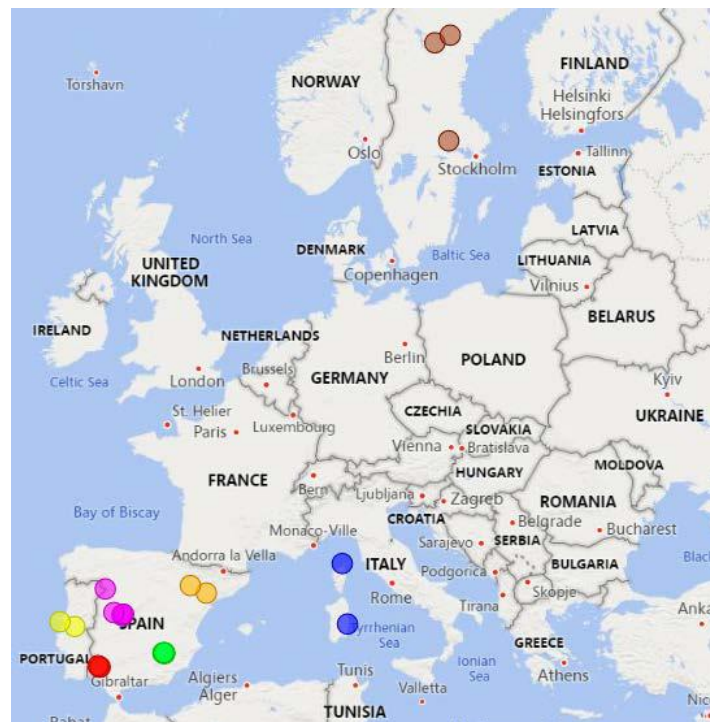 Tórshavn
NORWAY
FINLAND
Helsinki
Helsingfors
Oslo
Stockholm
Tallinn
ESTONIA
North Sea
LATVIA
DENMARK
Baltic Sea
LITHUANIA
Copenhagen
Vilnius
UNITED
KINGDOM
BELARUS
IRELAND
NETHERLANDS
Berlin
POLAND
Celtic Sea
London
Brussels
GERMANY
Kyiv
CZECHIA
St. Helier
Paris
Luxembourg
SLOVAKIA
UKRAINE
Vienna
Bratislava
MOLDOVA
FRANCE
Bern
HUNGARY
Ljubljana
Zagreb
ROMANIA
Bay of Biscay
CROATIA
Belgrade
Bucharest
Monaco-Ville
Sarajevo
SERBIA
Andorra la Vella
ITALY
Podgorica
BULGARIA
Black
Rome
Skopje
Tirana
SPAIN
Tyrrhenian
Sea
Anka
GREECE
PORTUGAL
Ionian
Sea
Athens
Gibraltar
Algiers
Alger
Tunis
Valletta
Nic
Rabat
TUNISIA